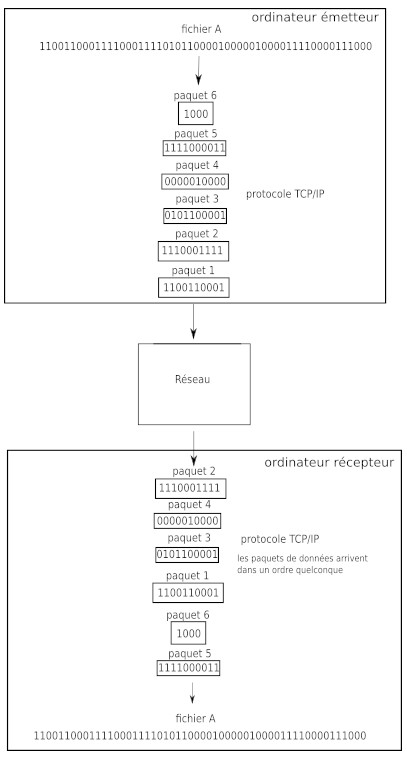 ordinateur émetteur
fichier A
110011000111100011110101100001000001000011110000111000
paquet 6
1000
paquet 5
1111000011
paquet 4
0000010000
protocole TCP/IP
paquet 3
0101100001
paquet 2
1110001111
paquet 1
1100110001
Réseau
ordinateur récepteur
paquet 2
1110001111
paquet 4
0000010000
paquet 3
protocole TCP/IP
0101100001
les paquets de données arrivent
dans un ordre quelconque
paquet 1
1100110001
paquet 6
1000
paquet 5
1111000011
fichier A
110011000111100011110101100001000001000011110000111000